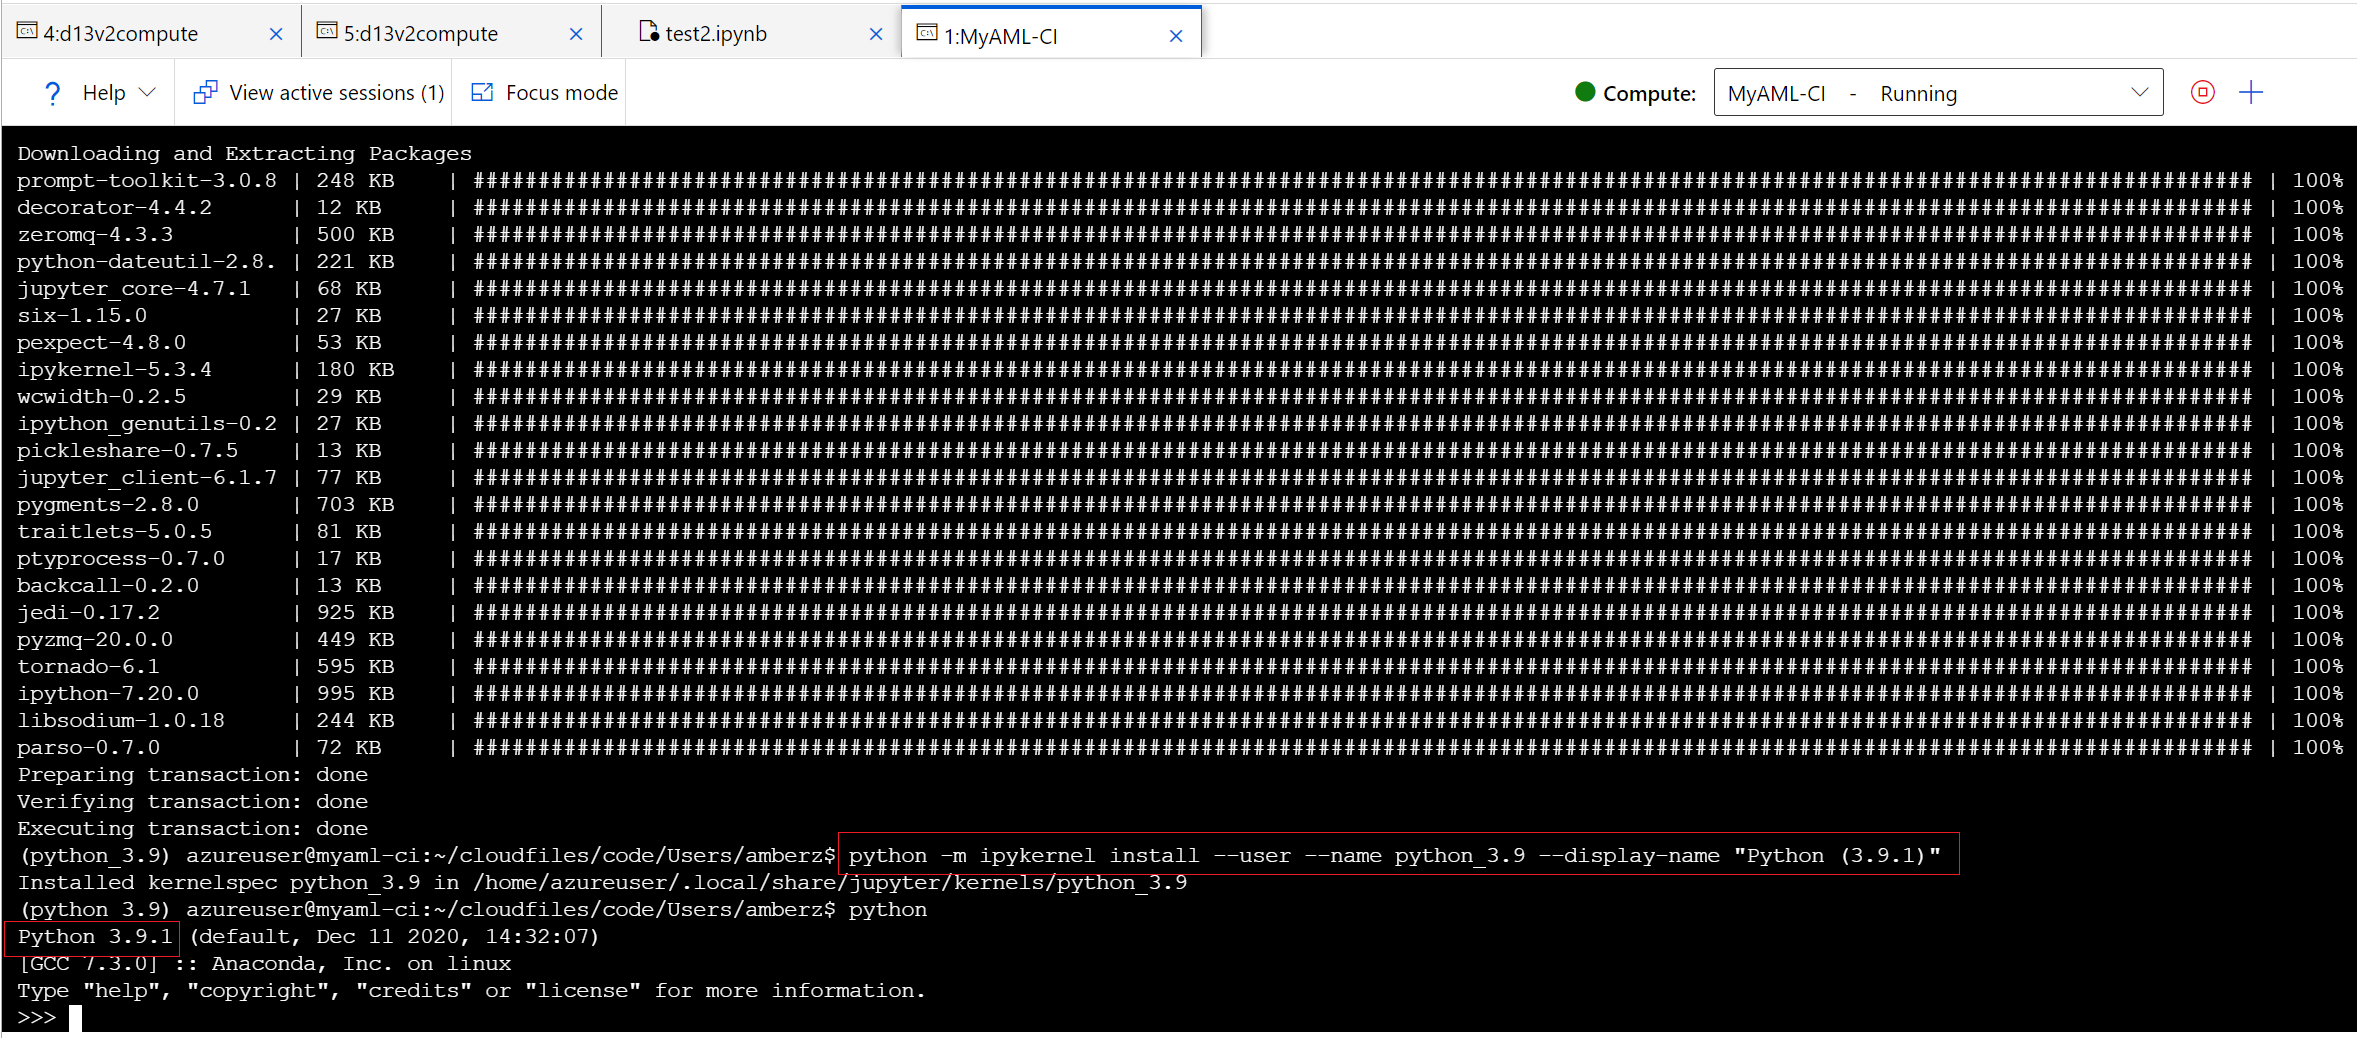 4:d13v2compute × 5:d13v2compute × test2.ipynb × 1:MyAML-CI ×
? Help View active sessions (1) Focus mode Compute: MyAML-CI - Running
Downloading and Extracting Packages
prompt-toolkit-3.0.8 | 248 KB | ######################################################################################################################################### | 100%
decorator-4.4.2 | 12 KB | ######################################################################################################################################### | 100%
zeromq-4.3.3 | 500 KB | ######################################################################################################################################### | 100%
python-dateutil-2.8. | 221 KB | ######################################################################################################################################### | 100%
jupyter_core-4.7.1 | 68 KB | ######################################################################################################################################### | 100%
six-1.15.0 | 27 KB | ######################################################################################################################################### | 100%
pexpect-4.8.0 | 53 KB | ######################################################################################################################################### | 100%
ipykernel-5.3.4 | 180 KB | ######################################################################################################################################### | 100%
wcwidth-0.2.5 | 29 KB | ######################################################################################################################################### | 100%
ipython_genutils-0.2 | 27 KB | ######################################################################################################################################### | 100%
pickleshare-0.7.5 | 13 KB | ######################################################################################################################################### | 100%
jupyter_client-6.1.7 | 77 KB | ######################################################################################################################################### | 100%
pygments-2.8.0 | 703 KB | ######################################################################################################################################### | 100%
traitlets-5.0.5 | 81 KB | ######################################################################################################################################### | 100%
ptyprocess-0.7.0 | 17 KB | ######################################################################################################################################### | 100%
backcall-0.2.0 | 13 KB | ######################################################################################################################################### | 100%
jedi-0.17.2 | 925 KB | ######################################################################################################################################### | 100%
pyzmq-20.0.0 | 449 KB | ######################################################################################################################################### | 100%
tornado-6.1 | 595 KB | ######################################################################################################################################### | 100%
ipython-7.20.0 | 995 KB | ######################################################################################################################################### | 100%
libsodium-1.0.18 | 244 KB | ######################################################################################################################################### | 100%
parso-0.7.0 | 72 KB | ######################################################################################################################################### | 100%
Preparing transaction: done
Verifying transaction: done
Executing transaction: done
(python_3.9) azureuser@myaml-ci:~/cloudfiles/code/Users/amberz$ python -m ipykernel install --user --name python_3.9 --display-name "Python (3.9.1)"
Installed kernelspec python_3.9 in /home/azureuser/.local/share/jupyter/kernels/python_3.9
(python_3.9) azureuser@myaml-ci:~/cloudfiles/code/Users/amberz$ python
Python 3.9.1 (default, Dec 11 2020, 14:32:07)
[GCC 7.3.0] :: Anaconda, Inc. on linux
Type "help", "copyright", "credits" or "license" for more information.
>>>